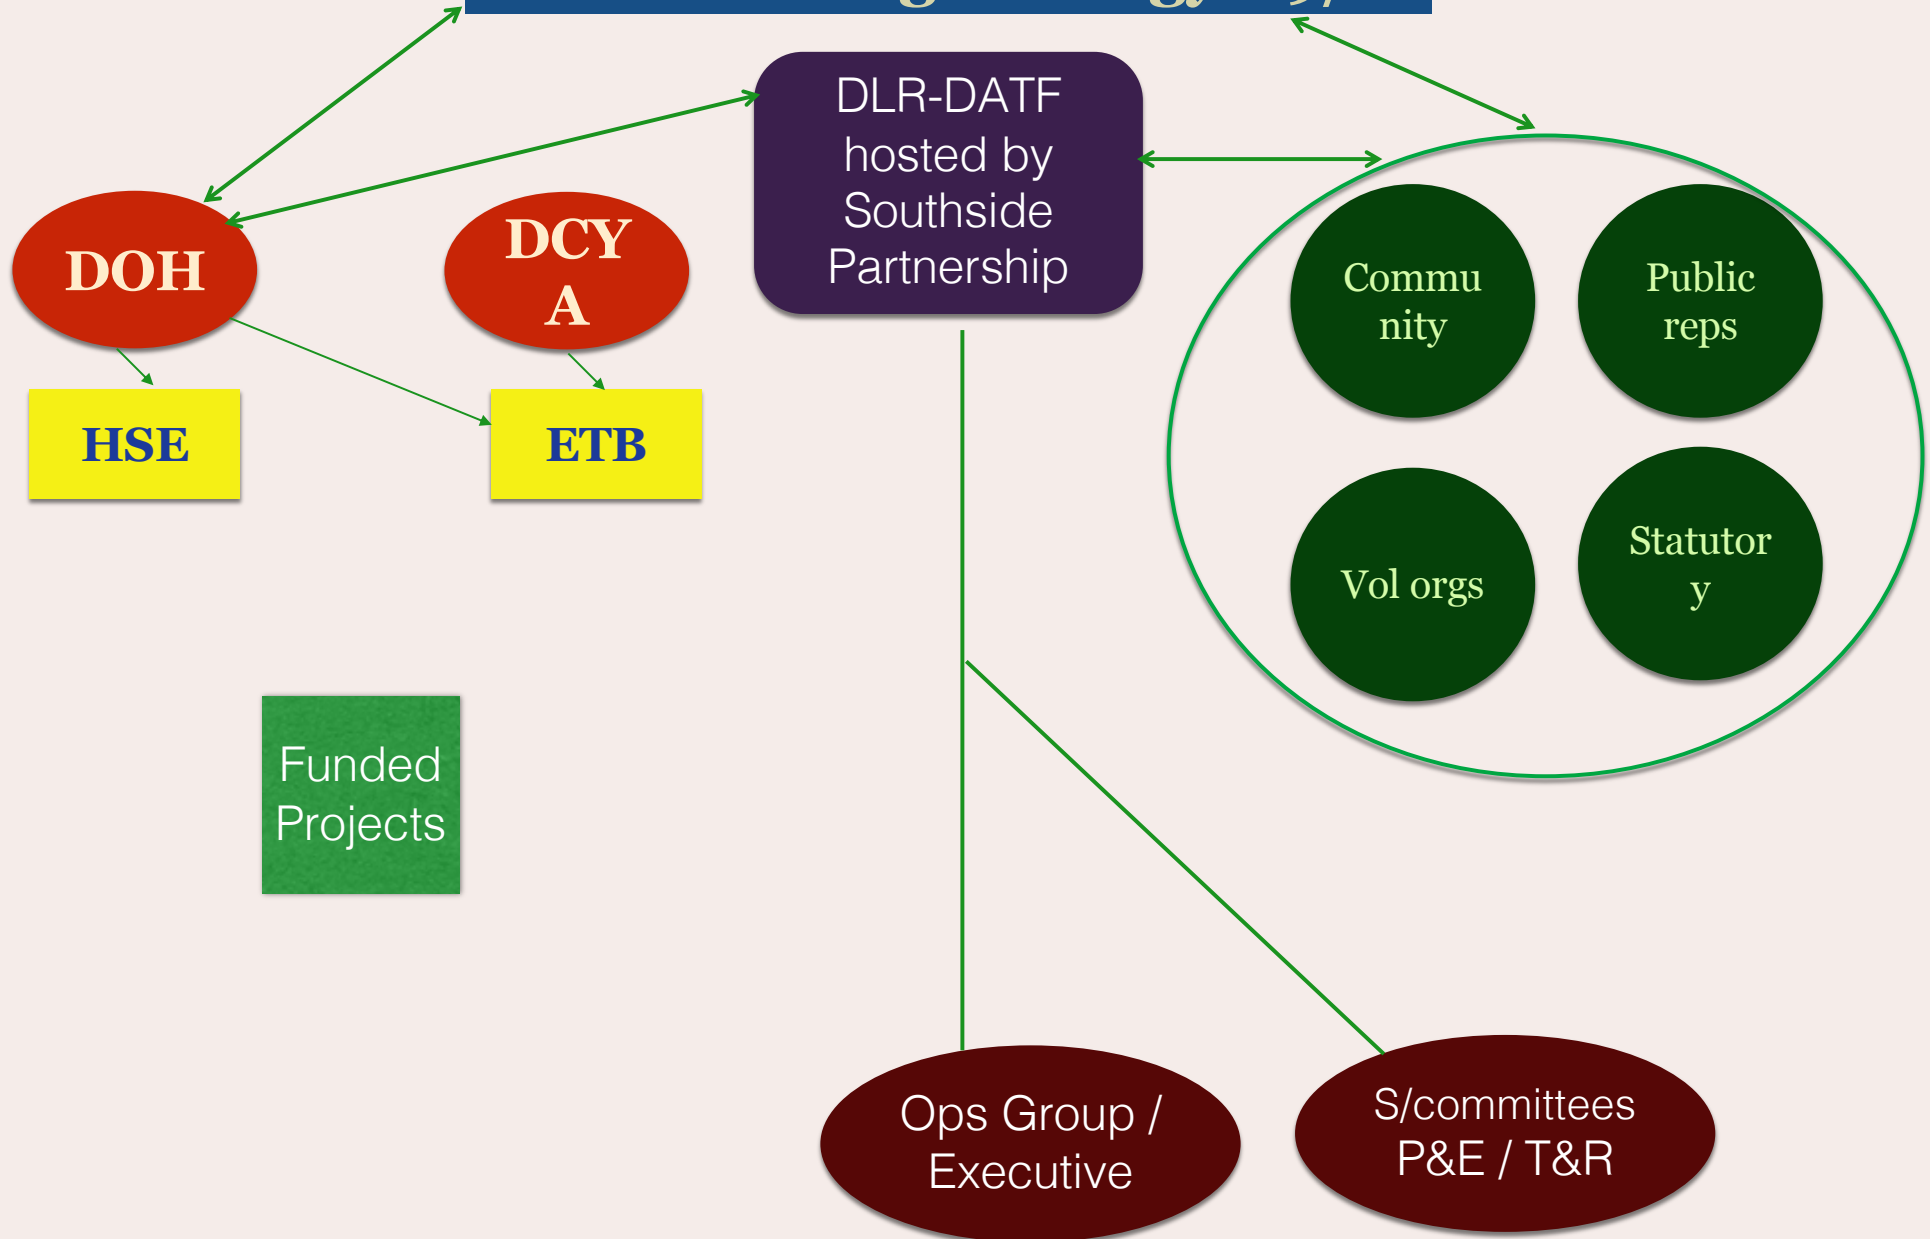 DLR-DATF
hosted by
Southside
Partnership
DOH
DCY
A
HSE
ETB
Commu
nity
Public
reps
Vol orgs
Statutor
y
Funded
Projects
Ops Group /
Executive
S/committees
P&E / T&R